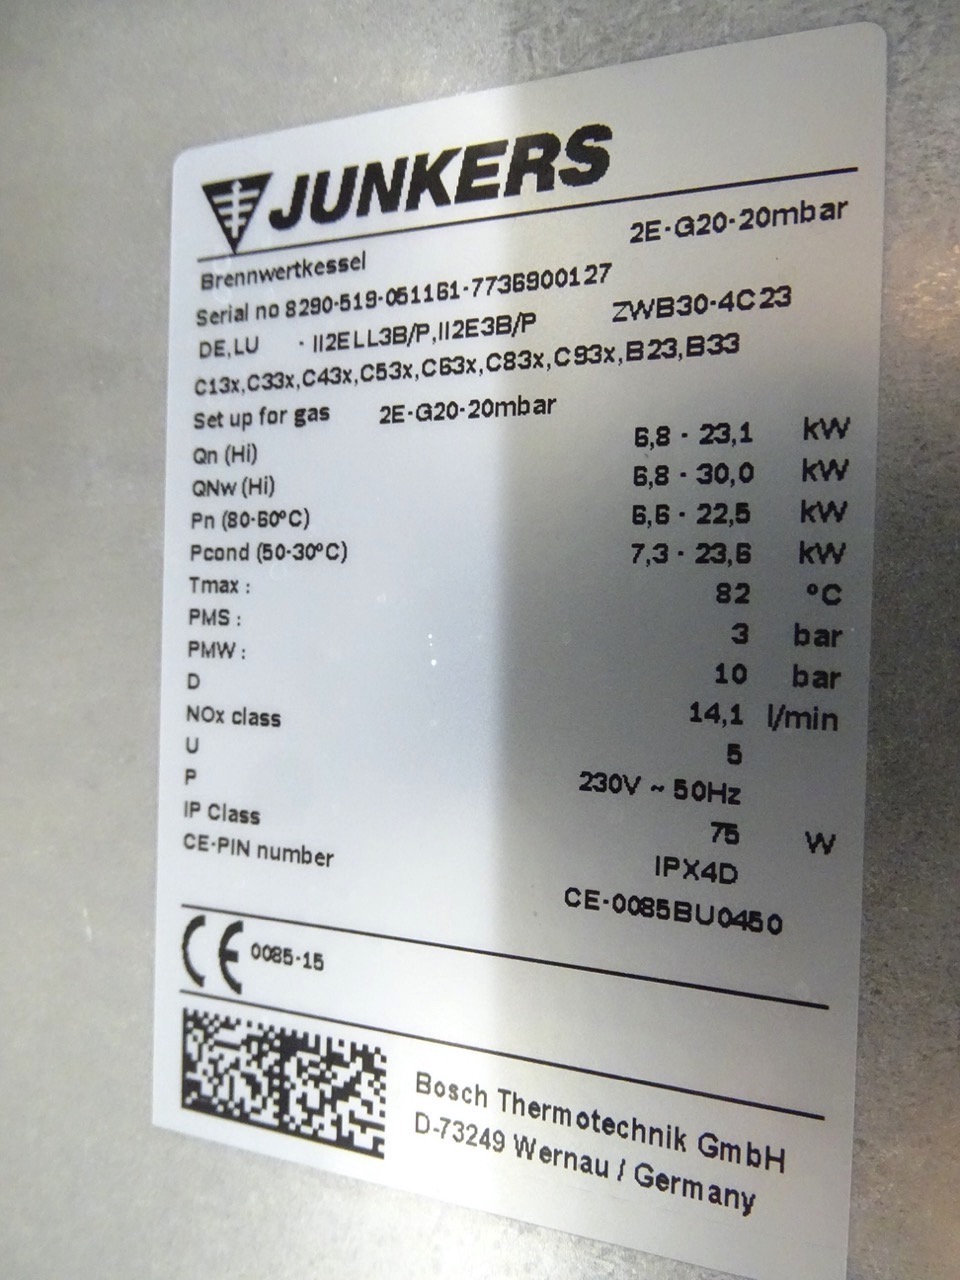 JUNKERS
Brennwertkessel 2E-G20-20mbar
Serial no 8290-519-051161-7736900127
DE,LU - II2ELL3B/P,II2E3B/P ZWB30-4C23
C13x,C33x,C43x,C53x,C63x,C83x,C93x,B23,B33
Set up for gas 2E-G20-20mbar
Qn (Hi) 6,8 - 23,1 kW
QNw (Hi) 6,8 - 30,0 kW
Pn (80-60°C) 6,6 - 22,5 kW
Pcond (50-30°C) 7,3 - 23,6 kW
Tmax : 82 °C
PMS : 3 bar
PMW : 10 bar
D 14,1 l/min
NOx class 5
U 230V ~ 50Hz
P 75 W
IP Class IPX4D
CE-PIN number CE-0085BU0450
CE 0085-15
Bosch Thermotechnik GmbH
D-73249 Wernau / Germany